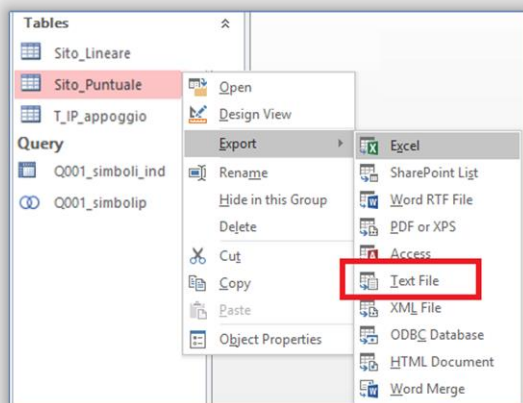 Tables
Sito_Lineare
Sito_Puntuale
T_IP_appoggio
Query
Q001_simboli_ind
Q001_simbolip
Open
Design View
Export
Rename
Hide in this Group
Delete
Cut
Copy
Paste
Object Properties
Excel
SharePoint List
Word RTF File
PDF or XPS
Access
Text File
XML File
ODBC Database
HTML Document
Word Merge